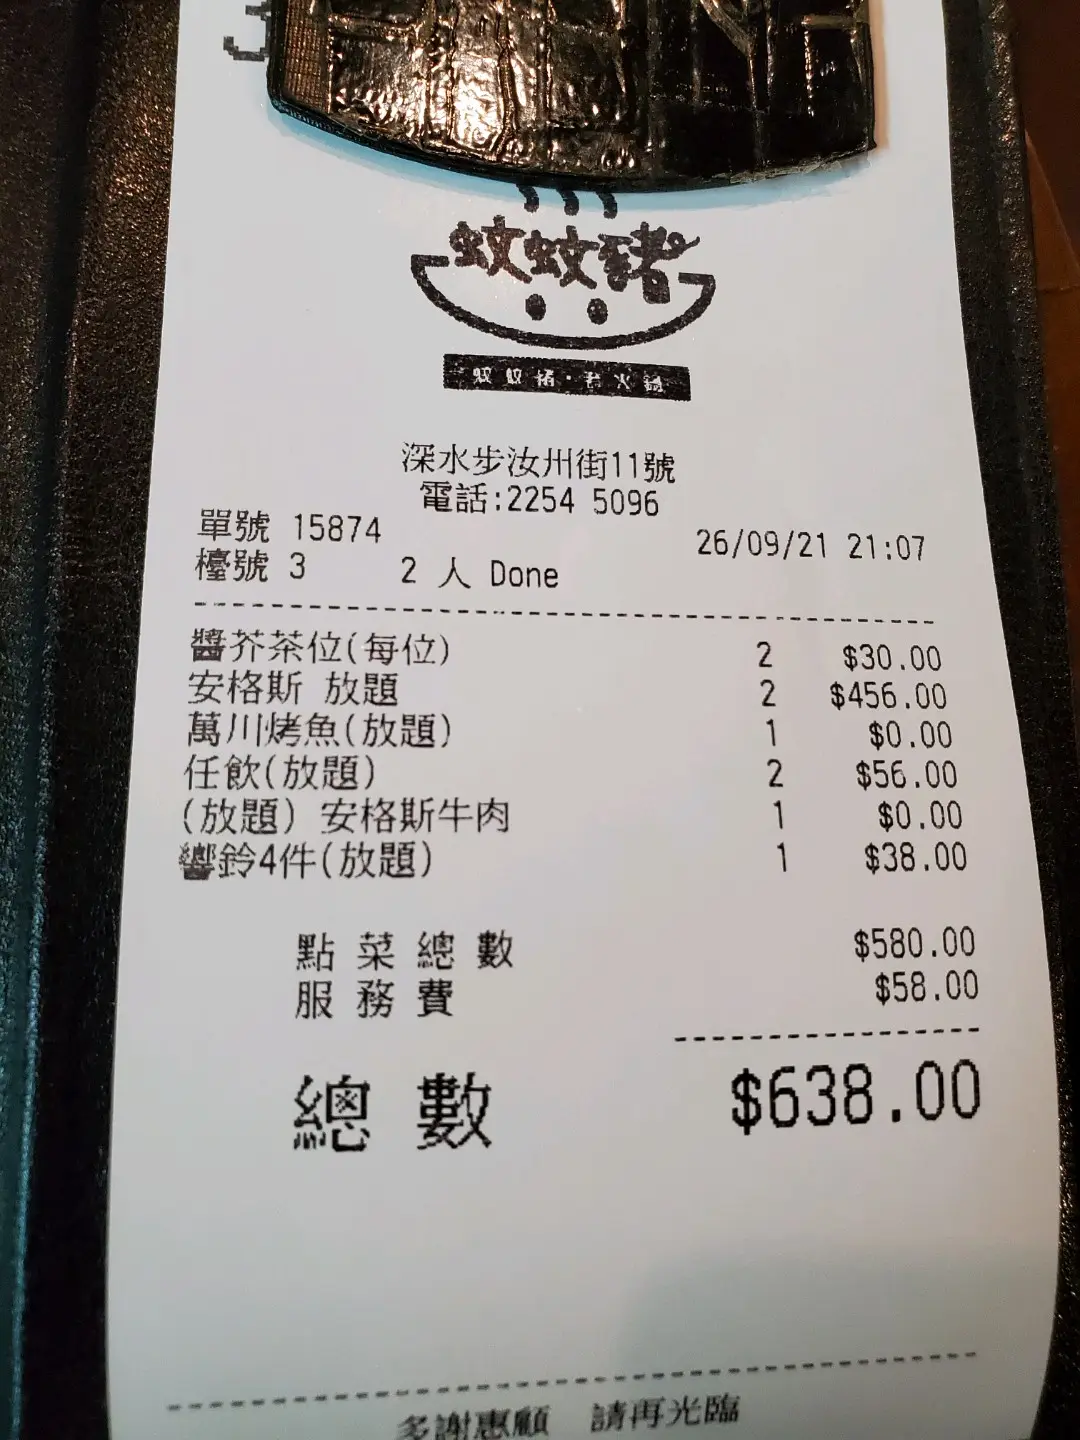 蚊蚊豬
蚊蚊豬·老火鍋
深水步汝州街11號
電話:2254 5096
單號 15874
26/09/21 21:07
檯號 3 2 人 Done
醬芥茶位(每位) 2 $30.00
安格斯 放題 2 $456.00
萬川烤魚(放題) 1 $0.00
任飲(放題) 2 $56.00
(放題) 安格斯牛肉 1 $0.00
響鈴4件(放題) 1 $38.00
點菜總數 $580.00
服務費 $58.00
總數 $638.00
多謝惠顧 請再光臨